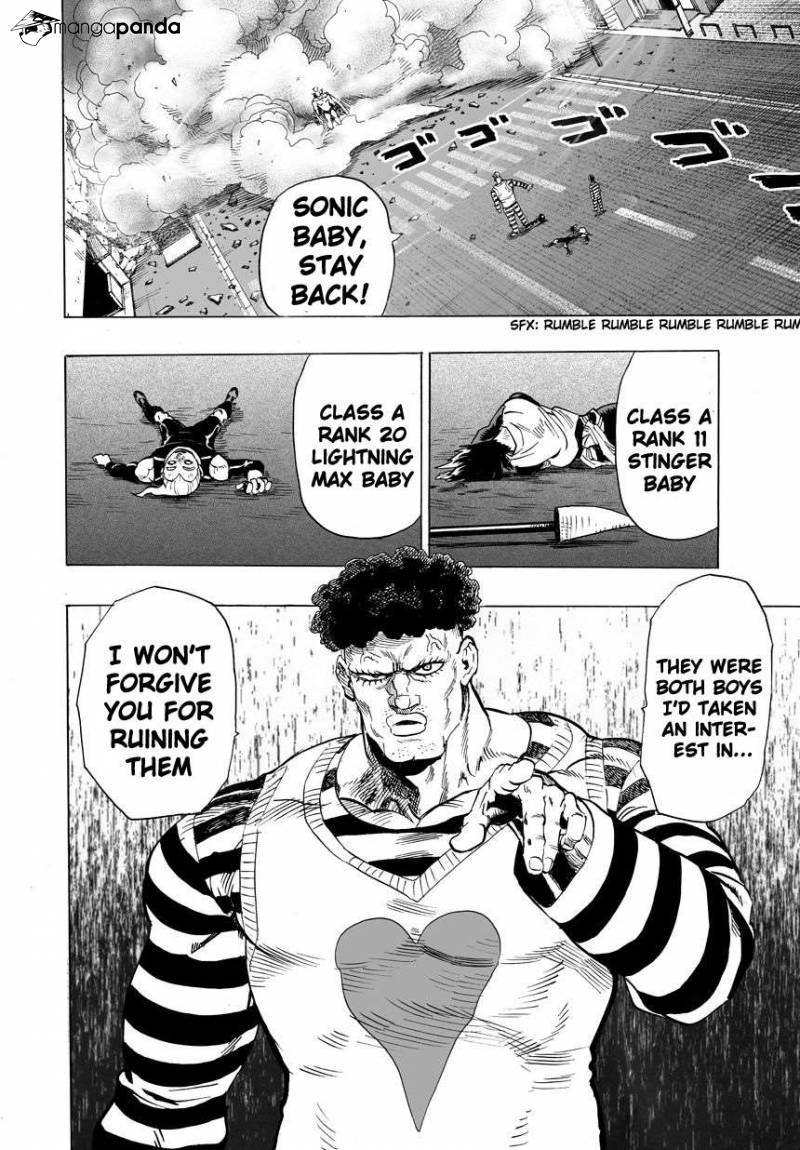 mangapanda
SONIC
BABY,
STAY
BACK!
ゴゴゴゴ
SFX: RUMBLE RUMBLE RUMBLE RUMBLE RUM
CLASS A
RANK 11
STINGER
BABY
CLASS A
RANK 20
LIGHTNING
MAX BABY
THEY WERE
BOTH BOYS
I'D TAKEN
AN INTER-
EST IN...
I WON'T
FORGIVE
YOU FOR
RUINING
THEM